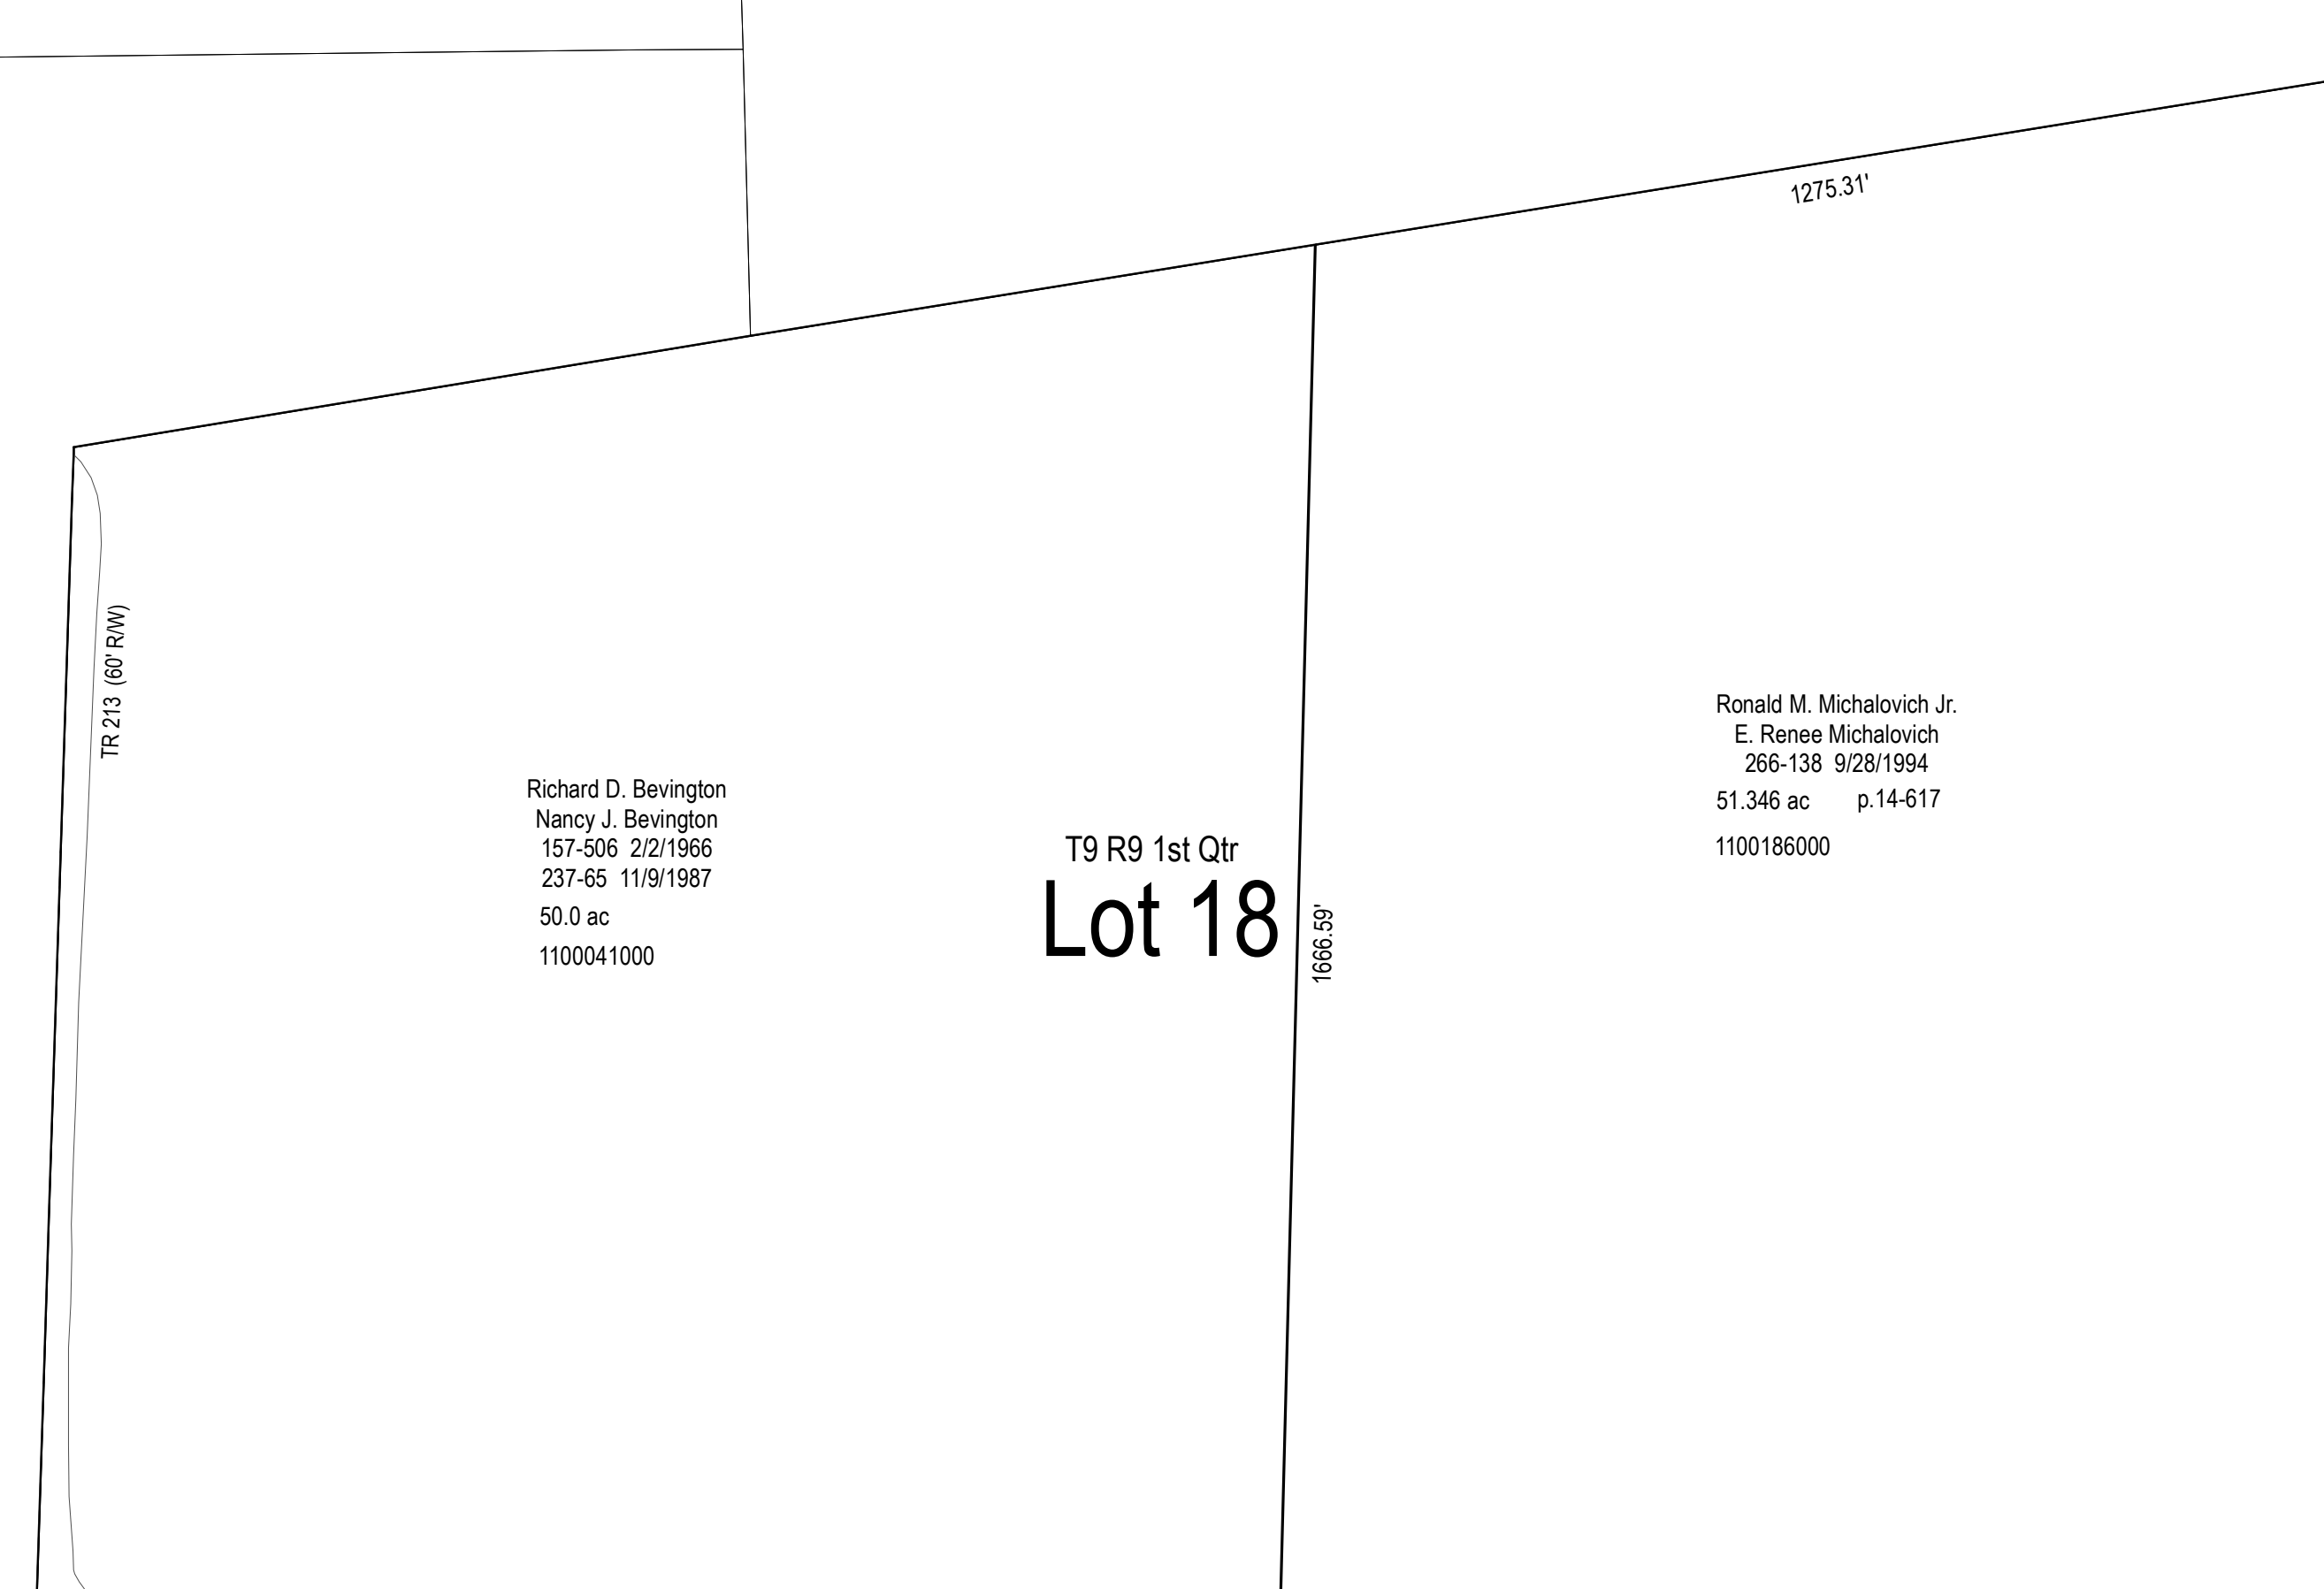 1275.31'
TR 213 (60' R/W)
Richard D. Bevington
Nancy J. Bevington
157-506 2/2/1966
237-65 11/9/1987
50.0 ac
1100041000
T9 R9 1st Qtr
Lot 18
1666.59'
Ronald M. Michalovich Jr.
E. Renee Michalovich
266-138 9/28/1994
51.346 ac p.14-617
1100186000